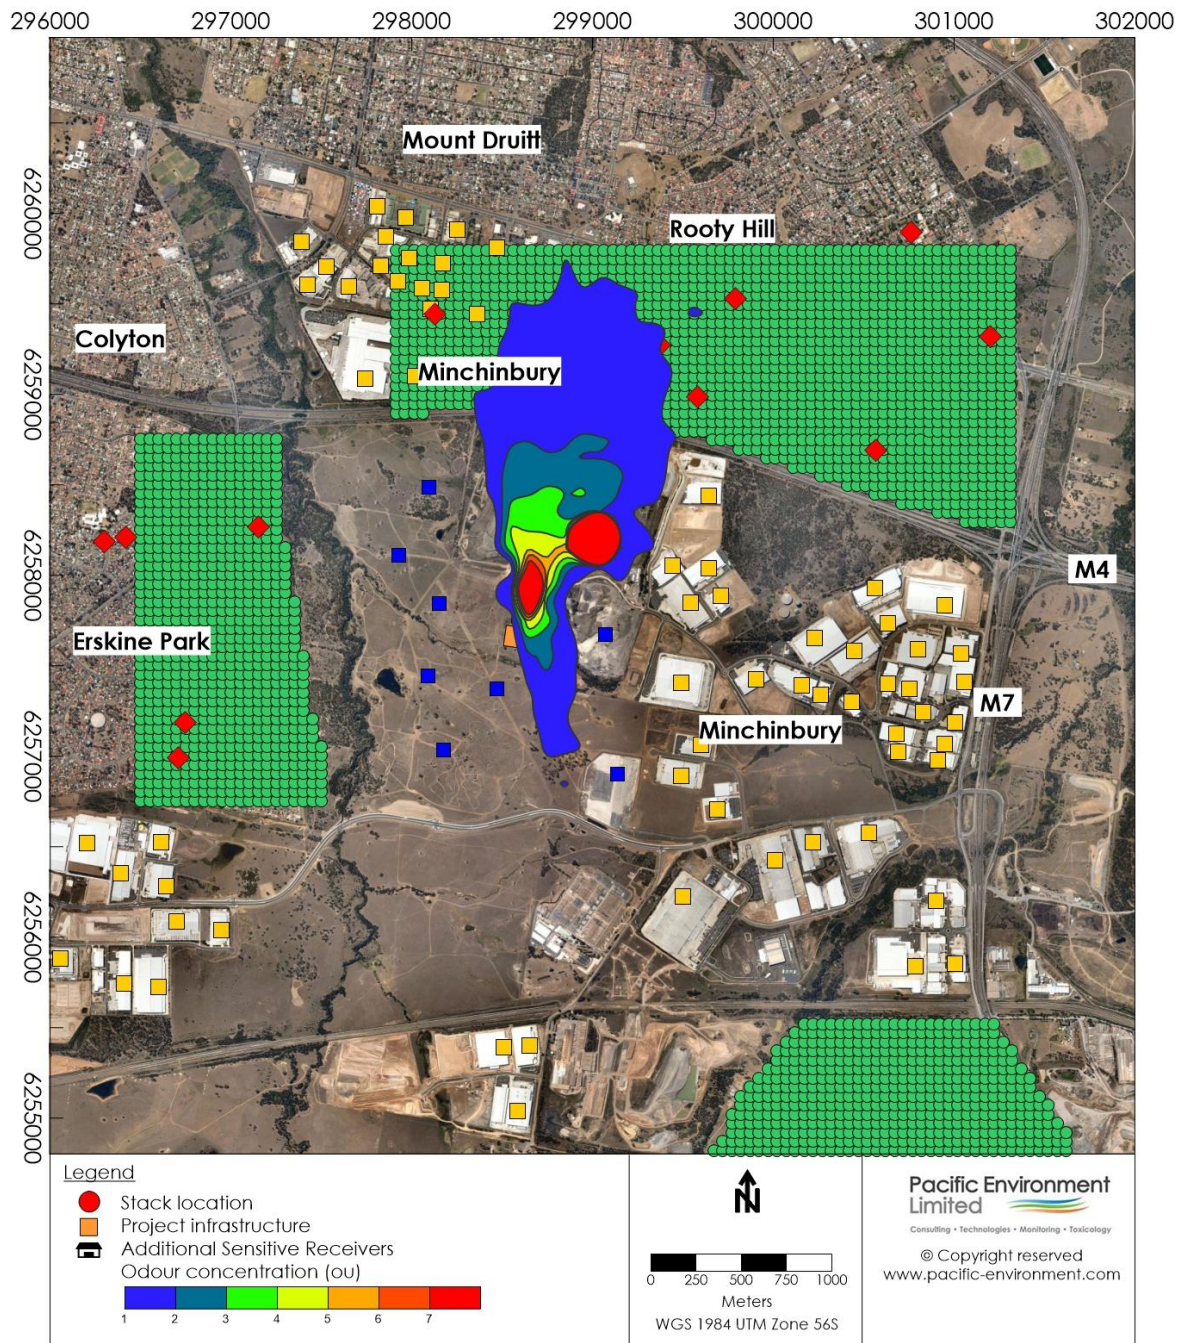 296000 297000 298000 299000 300000 301000 302000
6260000
6259000
6258000
6257000
6256000
6255000
Mount Druitt
Rooty Hill
Colyton
Minchinbury
M4
Erskine Park
M7
Minchinbury
Legend
Stack location
Project infrastructure
Additional Sensitive Receivers
Odour concentration (ou)
1 2 3 4 5 6 7
N
0 250 500 750 1000
Meters
WGS 1984 UTM Zone 56S
Pacific Environment
Limited
Consulting • Technologies • Monitoring • Toxicology
© Copyright reserved
www.pacific-environment.com